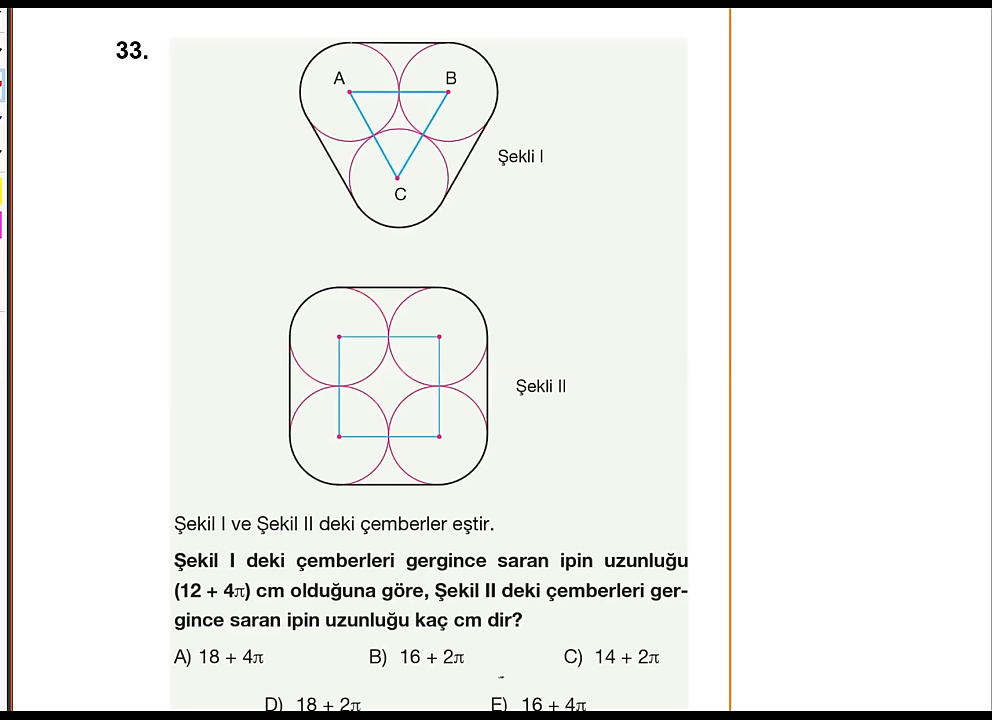 33.
A
B
Şekli I
C
Şekli II
Şekil I ve Şekil II deki çemberler eştir.
Şekil I deki çemberleri gergince saran ipin uzunluğu
(12 + 4π) cm olduğuna göre, Şekil II deki çemberleri ger-
gince saran ipin uzunluğu kaç cm dir?
A) 18 + 4π B) 16 + 2π C) 14 + 2π
D) 18 + 2π E) 16 + 4π